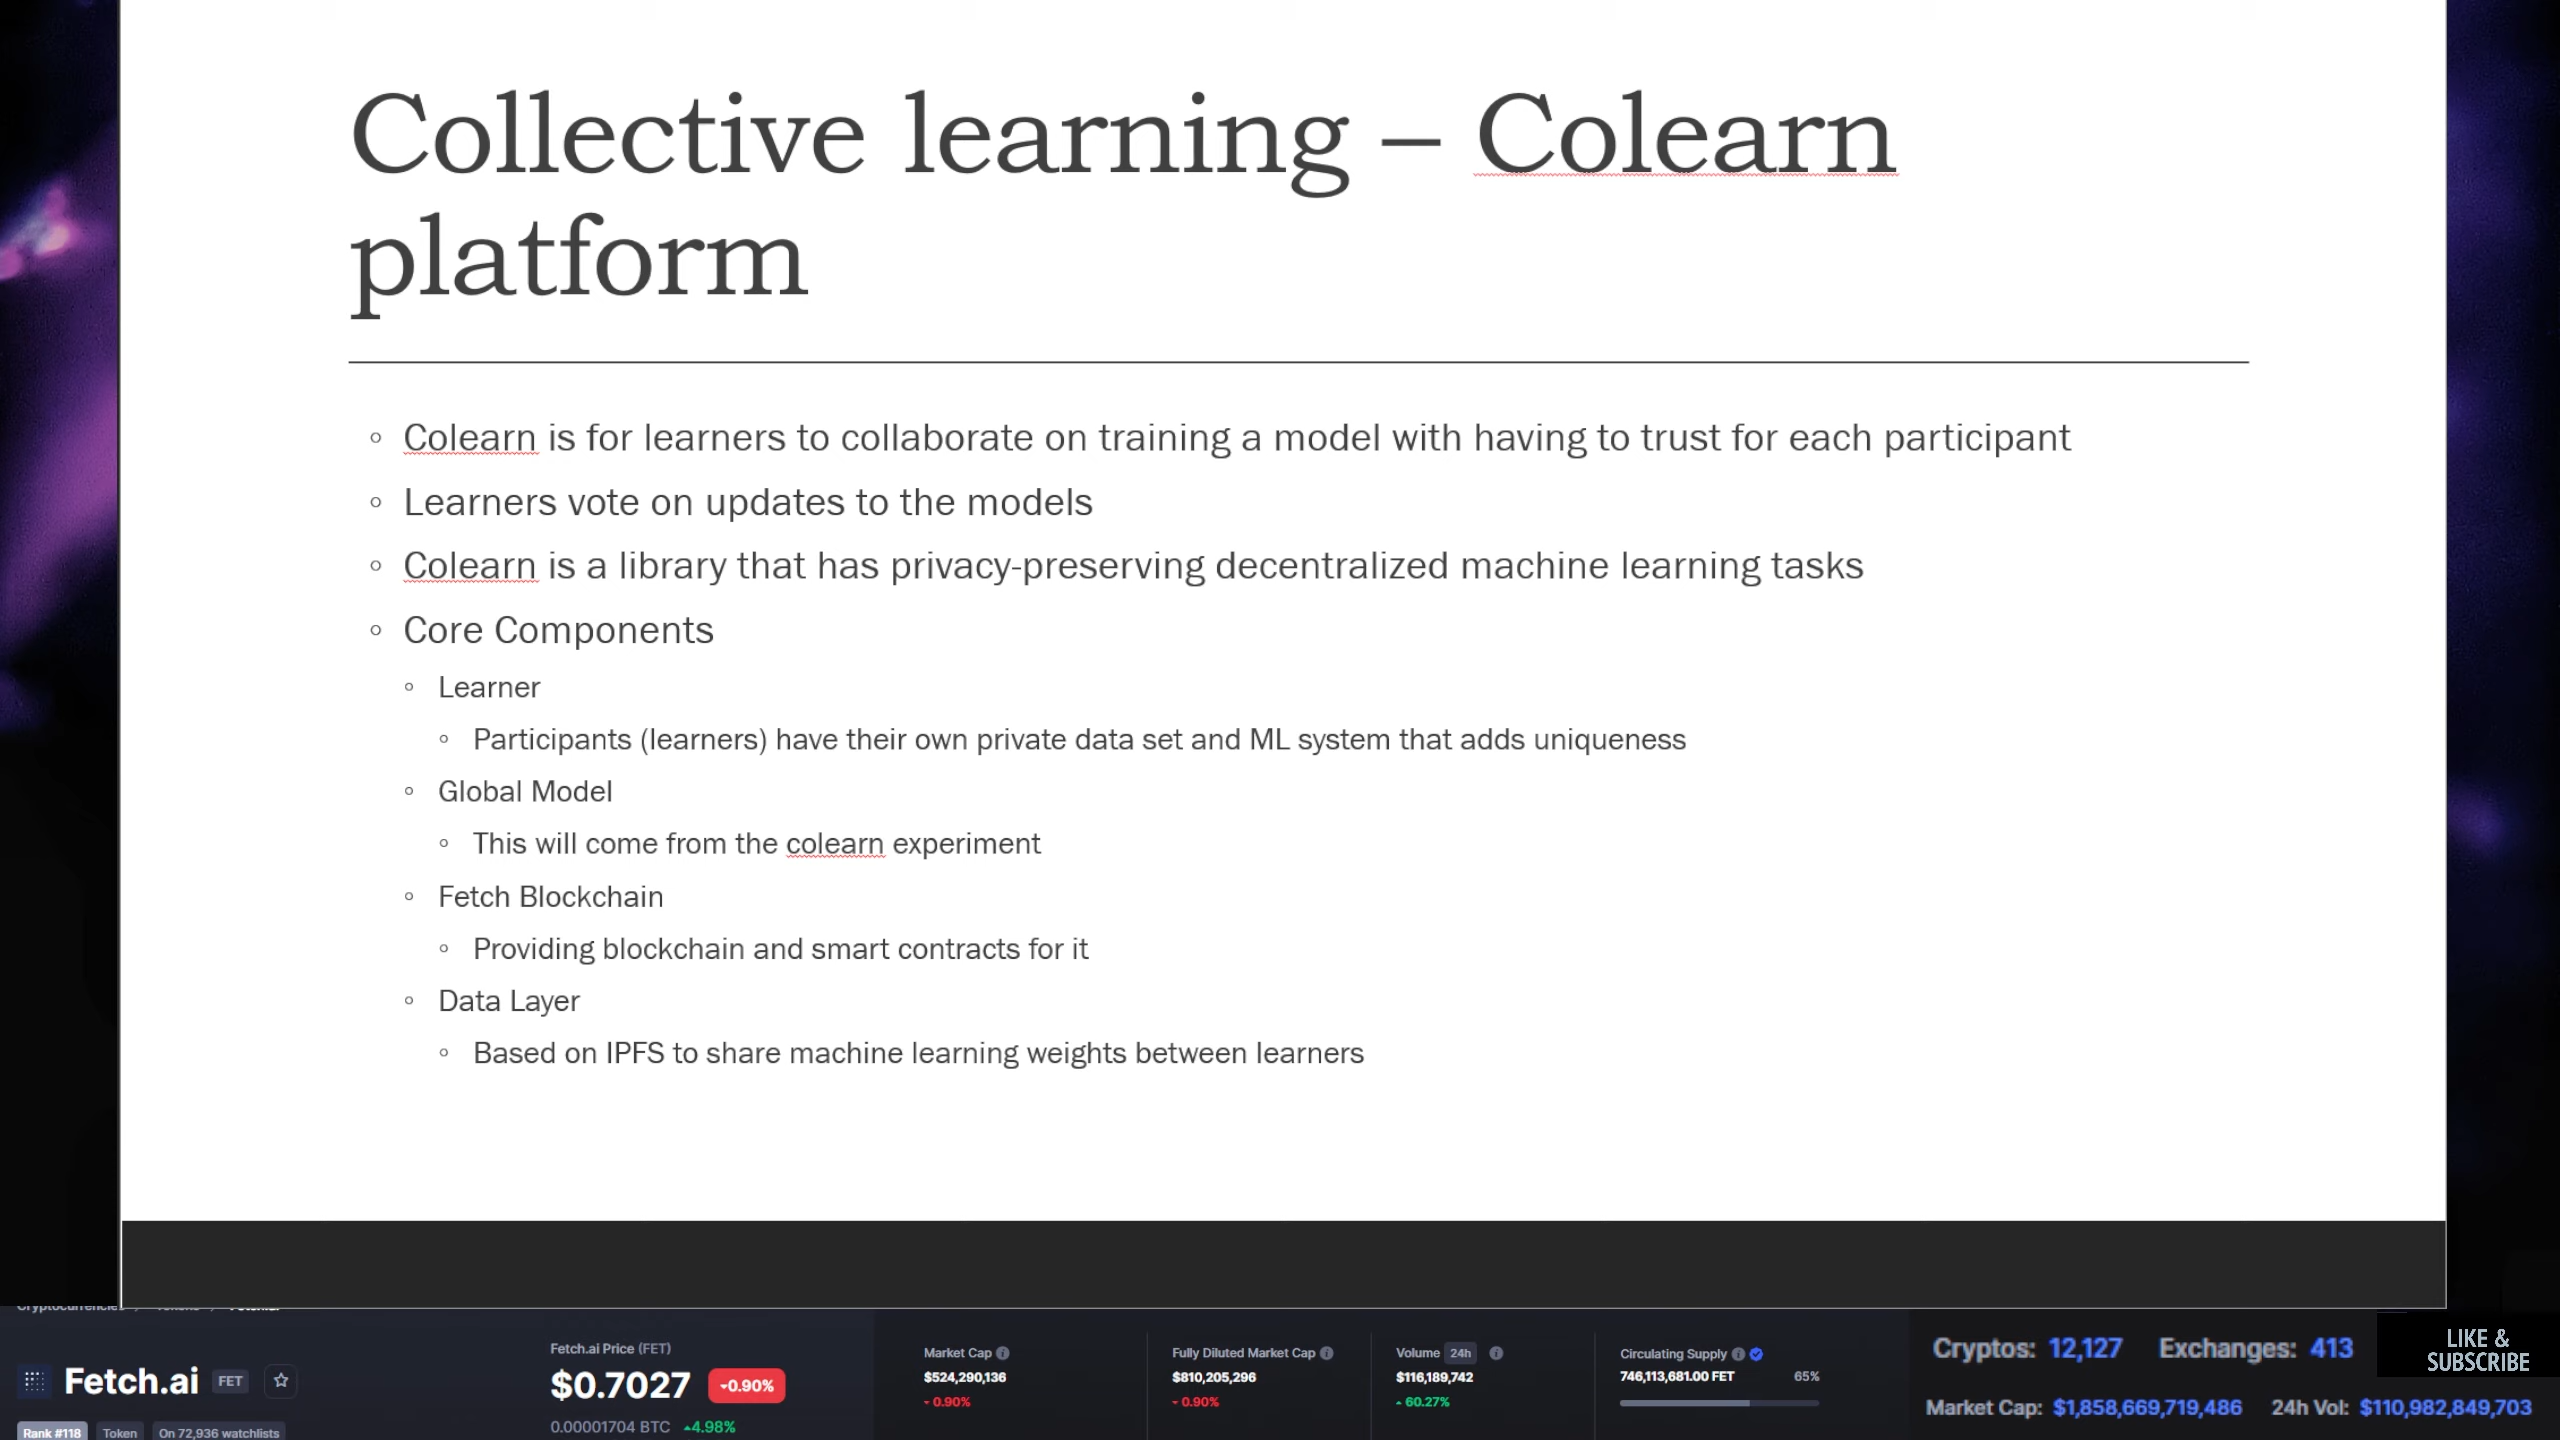 Collective learning – Colearn
platform
◦ Colearn is for learners to collaborate on training a model with having to trust for each participant
◦ Learners vote on updates to the models
◦ Colearn is a library that has privacy-preserving decentralized machine learning tasks
◦ Core Components
◦ Learner
◦ Participants (learners) have their own private data set and ML system that adds uniqueness
◦ Global Model
◦ This will come from the colearn experiment
◦ Fetch Blockchain
◦ Providing blockchain and smart contracts for it
◦ Data Layer
◦ Based on IPFS to share machine learning weights between learners
Fetch.ai FET
Rank #118 Token On 72,936 watchlists
Fetch.ai Price (FET)
$0.7027 0.90%
0.00001704 BTC 4.98%
Market Cap
$524,290,136
0.90%
Fully Diluted Market Cap
$810,205,296
0.90%
Volume 24h
$116,189,742
60.27%
Circulating Supply
746,113,681.00 FET 65%
Cryptos: 12,127 Exchanges: 413
Market Cap: $1,858,669,719,486 24h Vol: $110,982,849,703
LIKE &
SUBSCRIBE